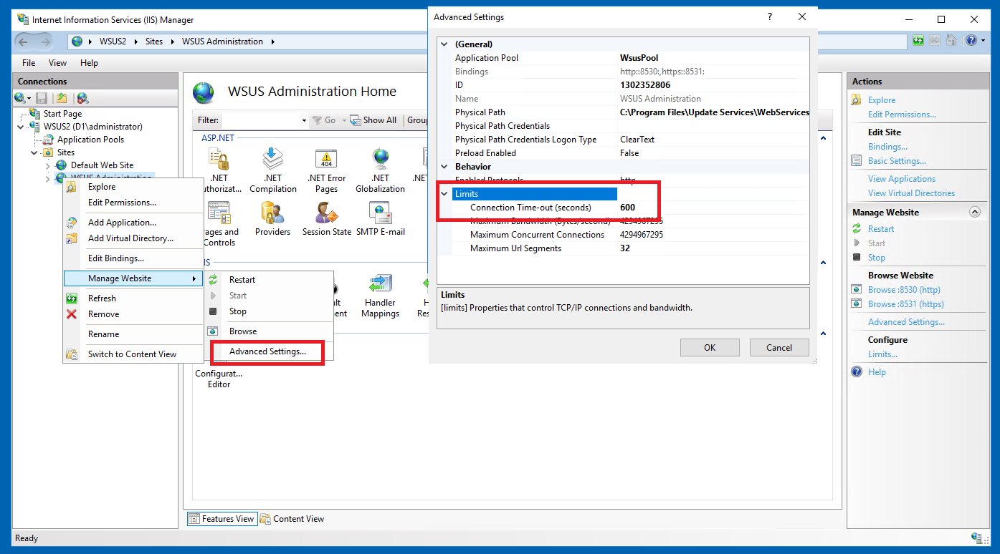 Internet Information Services (IIS) Manager
WSUS2 Sites WSUS Administration
File View Help
Connections
Start Page
WSUS2 (D1\administrator)
Application Pools
Sites
Default Web Site
WSUS Administration
Explore
Edit Permissions...
Add Application...
Add Virtual Directory...
Edit Bindings...
Manage Website
Refresh
Remove
Rename
Switch to Content View
Restart
Start
Stop
Browse
Advanced Settings...
WSUS Administration Home
Filter: Go Show All Group
ASP.NET
.NET
uthorizat...
.NET
Compilation
404
.NET Error
Pages
.NET
Globalization
.NE
ages and
Controls
Providers
Session State
SMTP E-mail
IS
ult
ent
Handler
Mappings
H
Res
Configurat...
Editor
Features View Content View
Ready
Advanced Settings ?
(General)
Application Pool WsusPool
Bindings http::8530:,https::8531:
ID 1302352806
Name WSUS Administration
Physical Path C:\Program Files\Update Services\WebServices
Physical Path Credentials
Physical Path Credentials Logon Type ClearText
Preload Enabled False
Behavior
Enabled Protocols http
Limits
Connection Time-out (seconds) 600
Maximum Bandwidth (Bytes/second) 4294967295
Maximum Concurrent Connections 4294967295
Maximum Url Segments 32
Limits
[limits] Properties that control TCP/IP connections and bandwidth.
OK Cancel
Actions
Explore
Edit Permissions...
Edit Site
Bindings...
Basic Settings...
View Applications
View Virtual Directories
Manage Website
Restart
Start
Stop
Browse Website
Browse :8530 (http)
Browse :8531 (https)
Advanced Settings...
Configure
Limits...
Help